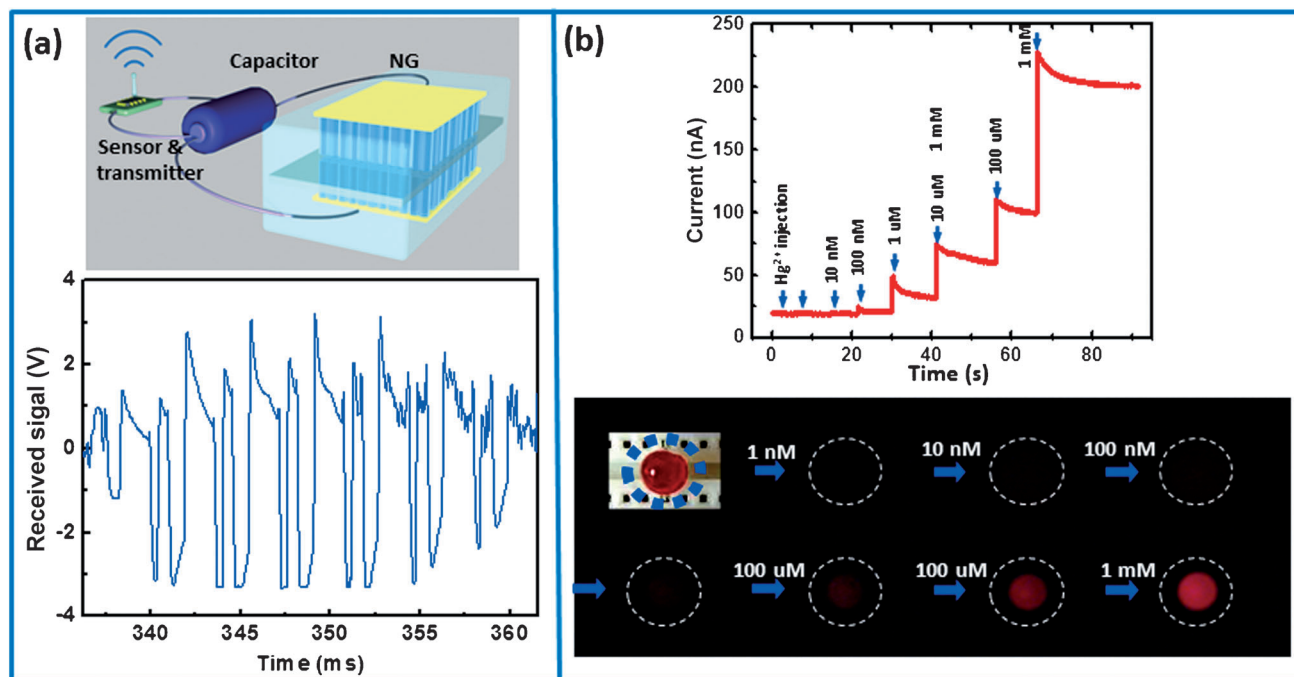 (a)
Capacitor
NG
Sensor &
transmitter
Received sigal (V)
4
2
0
-2
-4
340
345
350
355
360
Time (ms)
(b)
Current (nA)
250
200
150
100
50
0
Hg²⁺ injection
10 nM
100 nM
1 uM
10 uM
1 mM
100 uM
1 mM
0
20
40
60
80
Time (s)
1 nM
10 nM
100 nM
100 uM
100 uM
1 mM